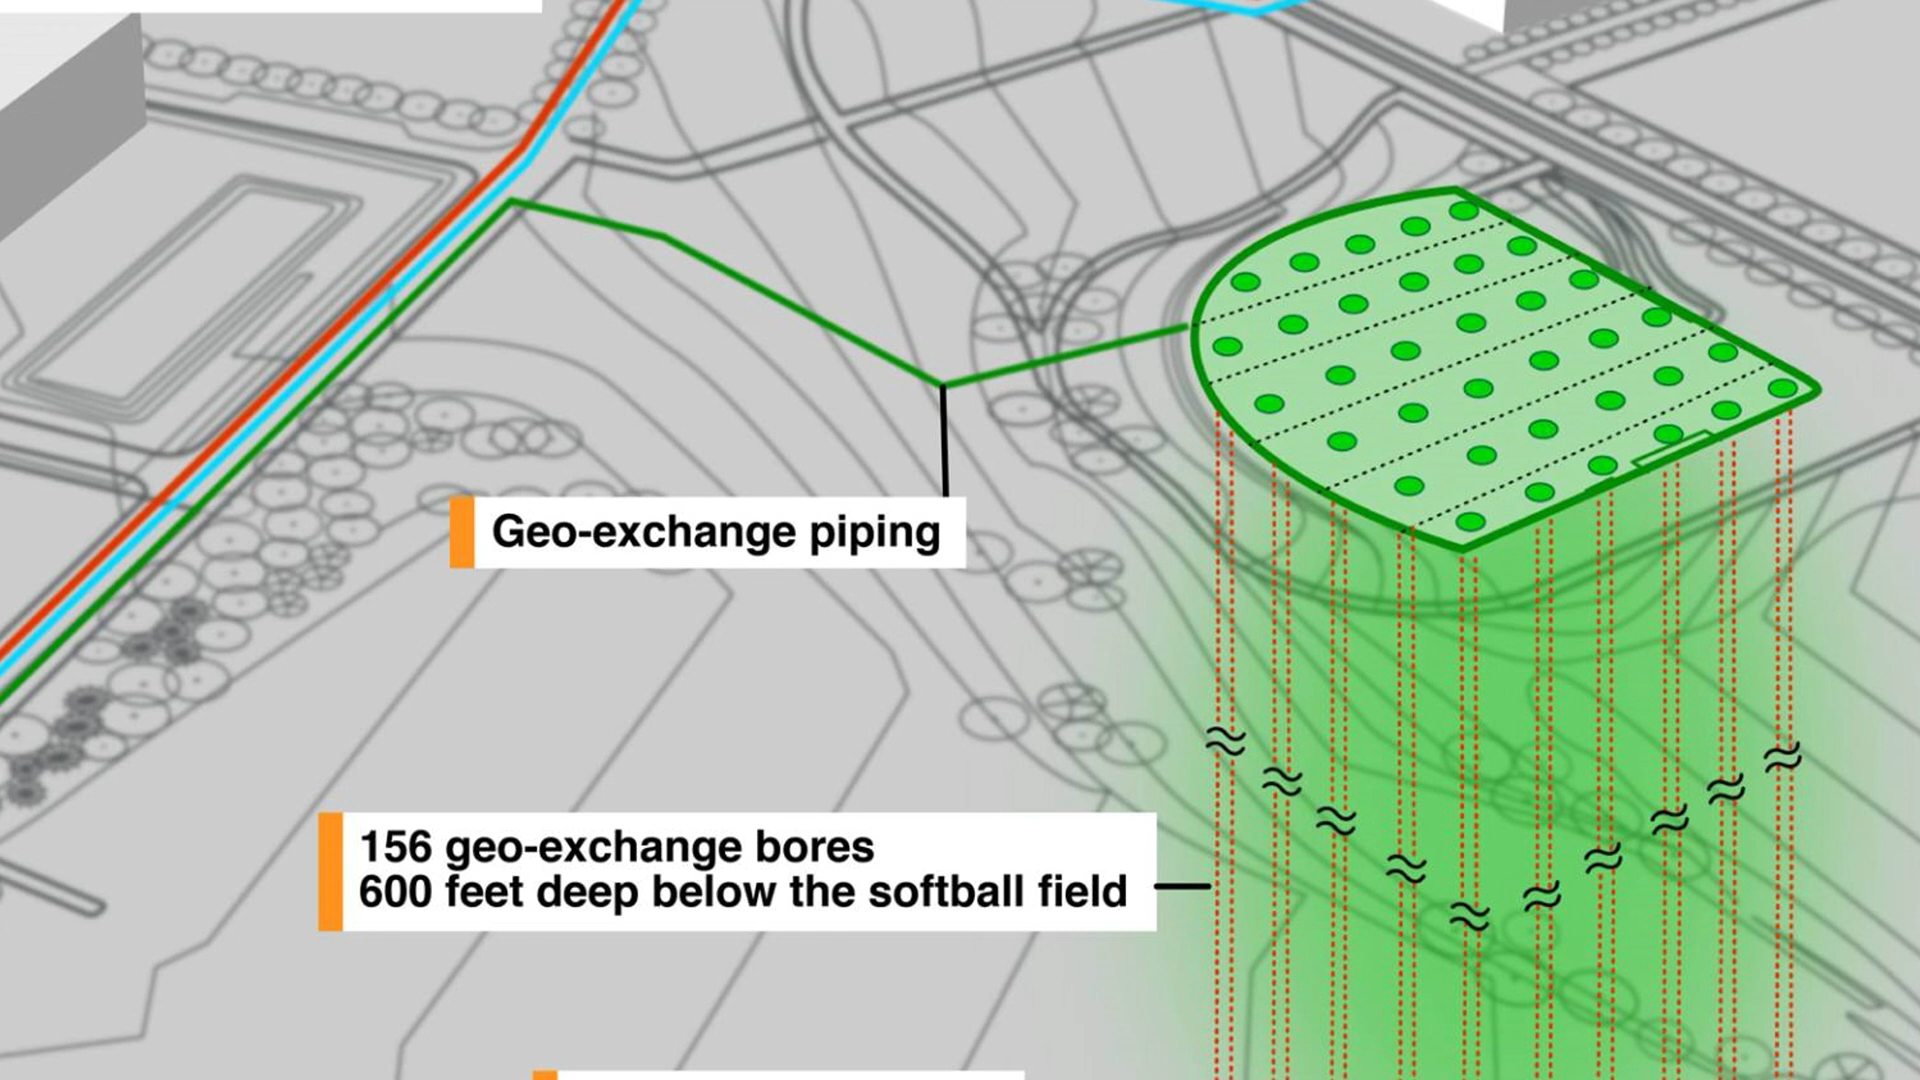 Geo-exchange piping
156 geo-exchange bores
600 feet deep below the softball field